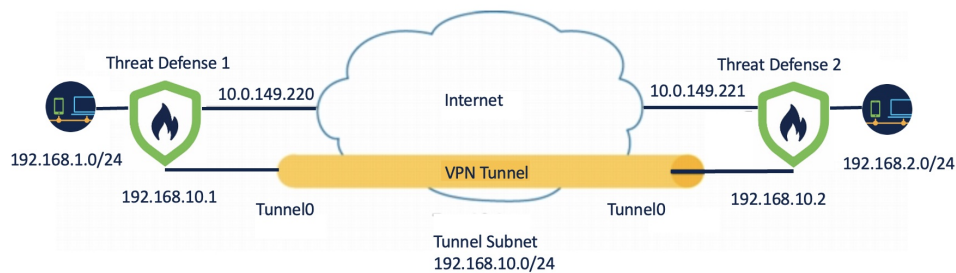 Threat Defense 1
Threat Defense 2
10.0.149.220
Internet
10.0.149.221
192.168.1.0/24
192.168.2.0/24
VPN Tunnel
192.168.10.1
192.168.10.2
Tunnel0
Tunnel0
Tunnel Subnet
192.168.10.0/24